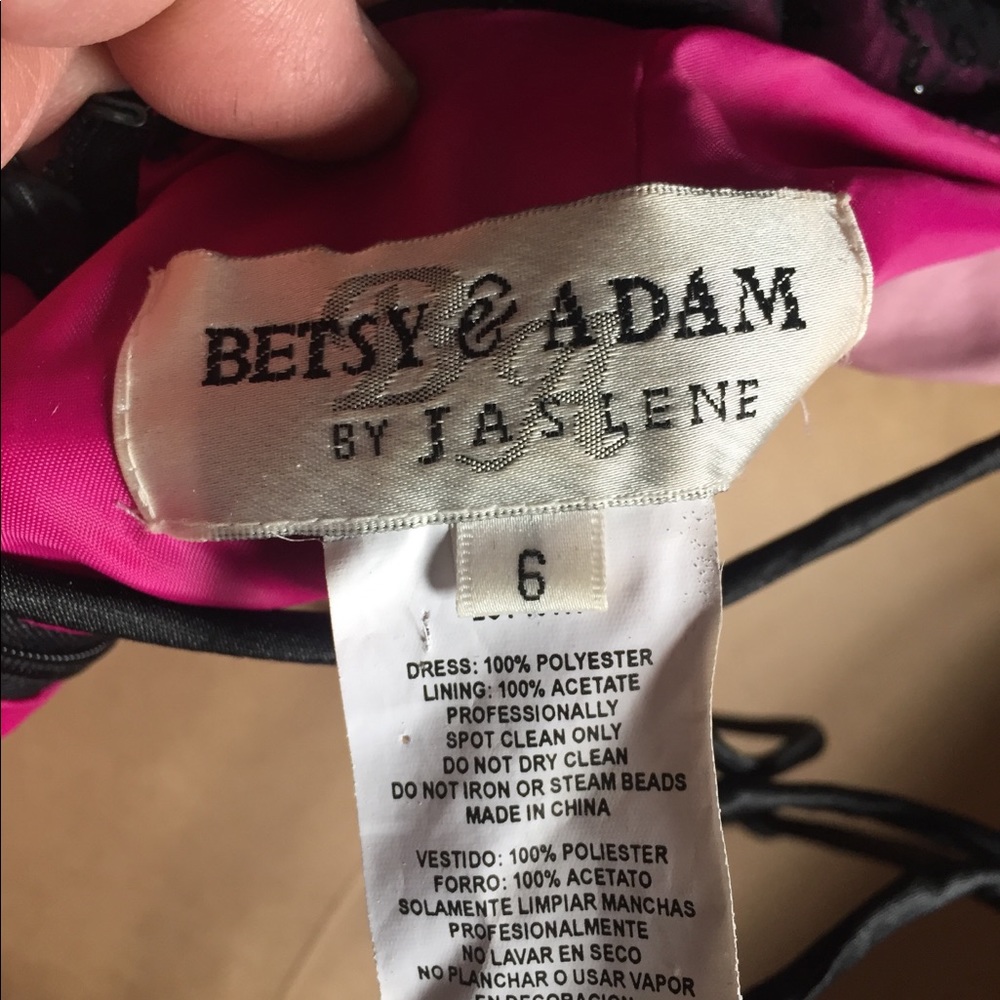 BETSY & ADAM
BY JASLENE
6
DRESS: 100% POLYESTER
LINING: 100% ACETATE
PROFESSIONALLY
SPOT CLEAN ONLY
DO NOT DRY CLEAN
DO NOT IRON OR STEAM BEADS
MADE IN CHINA
VESTIDO: 100% POLIESTER
FORRO: 100% ACETATO
SOLAMENTE LIMPIAR MANCHAS
PROFESIONALMENTE
NO LAVAR EN SECO
NO PLANCHAR O USAR VAPOR
EN DECORACION